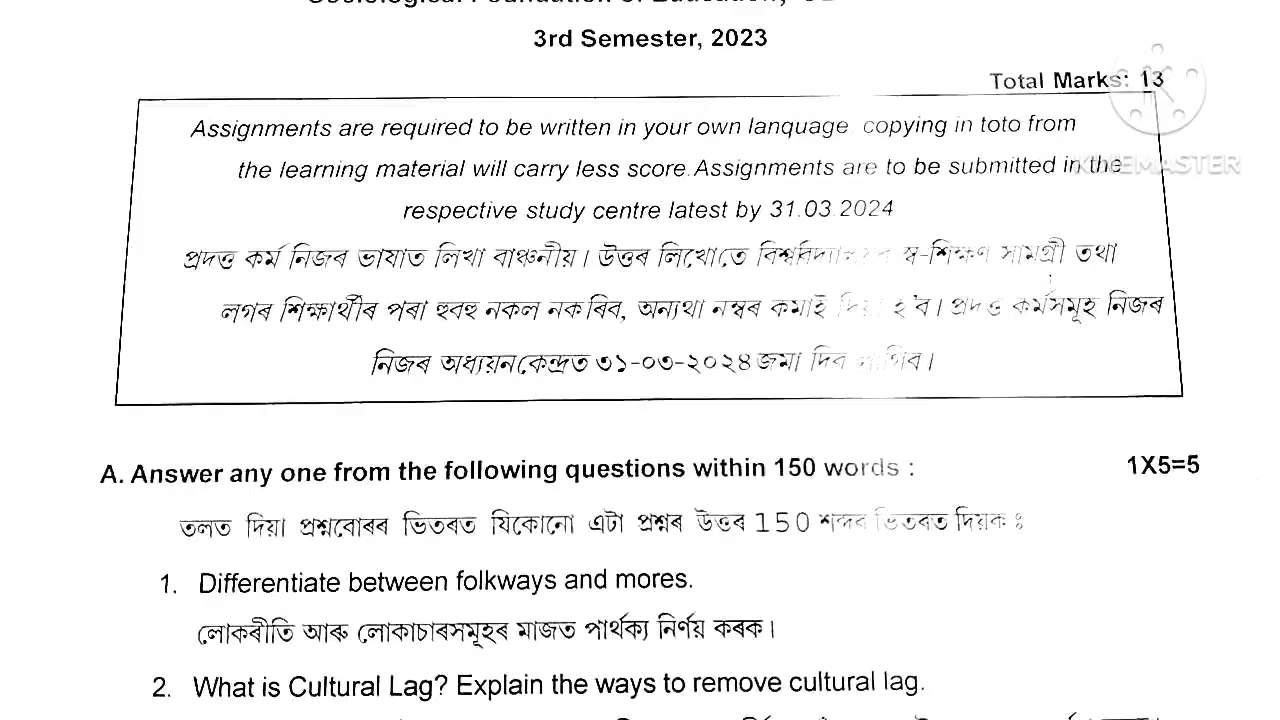 Sociological Foundation of Education,
3rd Semester, 2023
Total Marks: 13
Assignments are required to be written in your own lanquage copying in toto from
the learning material will carry less score.Assignments are to be submitted in the
respective study centre latest by 31.03.2024
প্ৰদত্ত কৰ্ম নিজৰ ভাষাত লিখা বাঞ্চনীয়। উত্তৰ লিখোতে বিশ্ববিদ্যালয়ৰ স্ব-শিক্ষণ সামগ্ৰী তথা
লগৰ শিক্ষাৰ্থীৰ পৰা হুবহু নকল নকৰিব, অন্যথা নম্বৰ কমাই দিয়া হ'ব। প্ৰদত্ত কৰ্মসমূহ নিজৰ
নিজৰ অধ্যয়নকেন্দ্ৰত ৩১-০৩-২০২৪ জমা দিব লাগিব।
KINEMASTER
A. Answer any one from the following questions within 150 words : 1X5=5
তলত দিয়া প্ৰশ্নবোৰৰ ভিতৰত যিকোনো এটা প্ৰশ্নৰ উত্তৰ 150 শব্দৰ ভিতৰত দিয়ক ঃ
1. Differentiate between folkways and mores.
লোকৰীতি আৰু লোকাচাৰসমূহৰ মাজত পাৰ্থক্য নিৰ্ণয় কৰক।
2. What is Cultural Lag? Explain the ways to remove cultural lag.